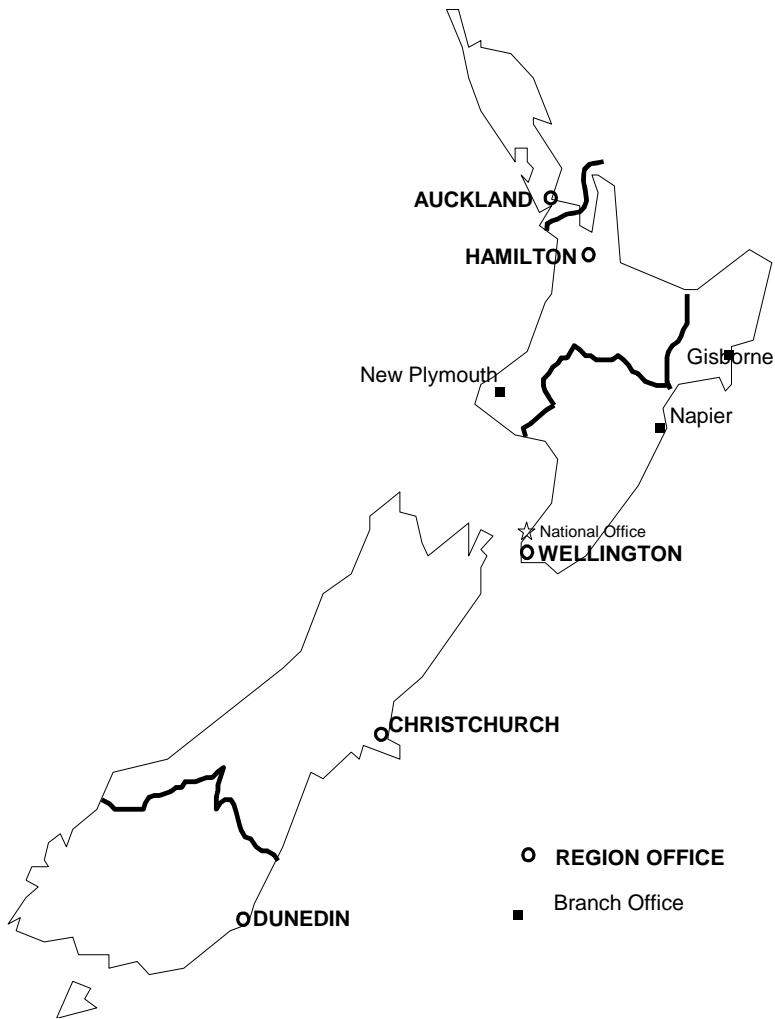 AUCKLAND
HAMILTON
Gisborne
New Plymouth
Napier
National Office
WELLINGTON
CHRISTCHURCH
REGION OFFICE
Branch Office
DUNEDIN